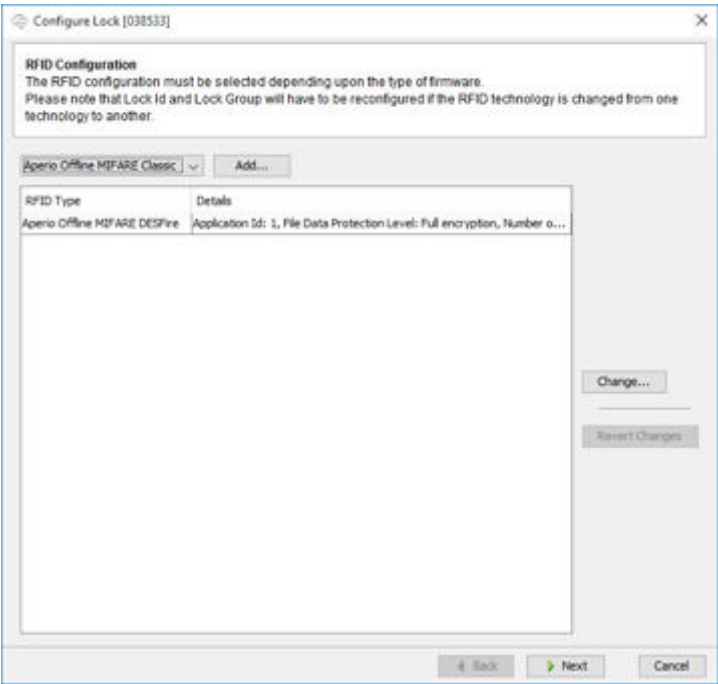 Configure Lock [038533]
RFID Configuration
The RFID configuration must be selected depending upon the type of firmware.
Please note that Lock Id and Lock Group will have to be reconfigured if the RFID technology is changed from one
technology to another.
Aperio Offline MIFARE Classic Add...
RFID Type Details
Aperio Offline MIFARE DESFire Application Id: 1, File Data Protection Level: Full encryption, Number o...
Change...
Revert Changes
Back Next Cancel